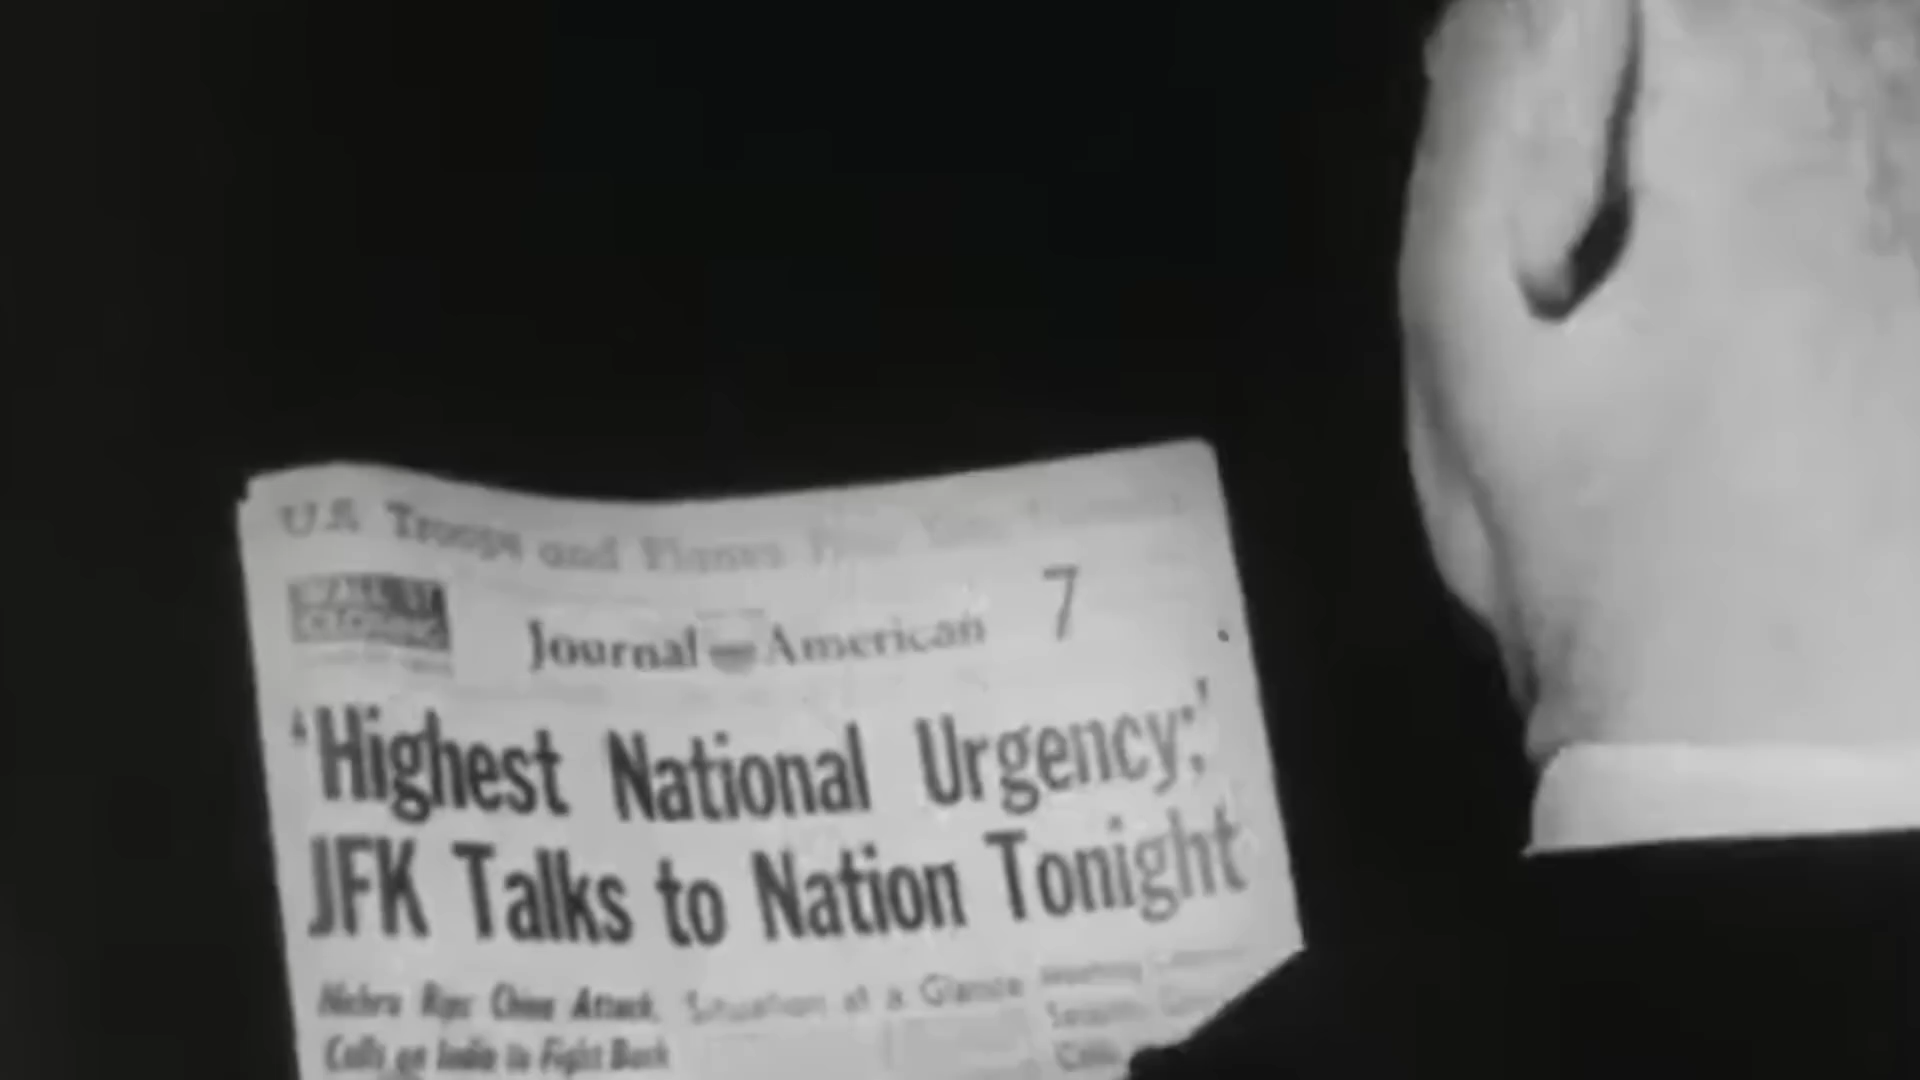 U.S. Troops and Planes
Journal American 7
'Highest National Urgency;'
JFK Talks to Nation Tonight
Nehru Rips China Attack,
Calls on India to Fight Back
Situation at a Glance